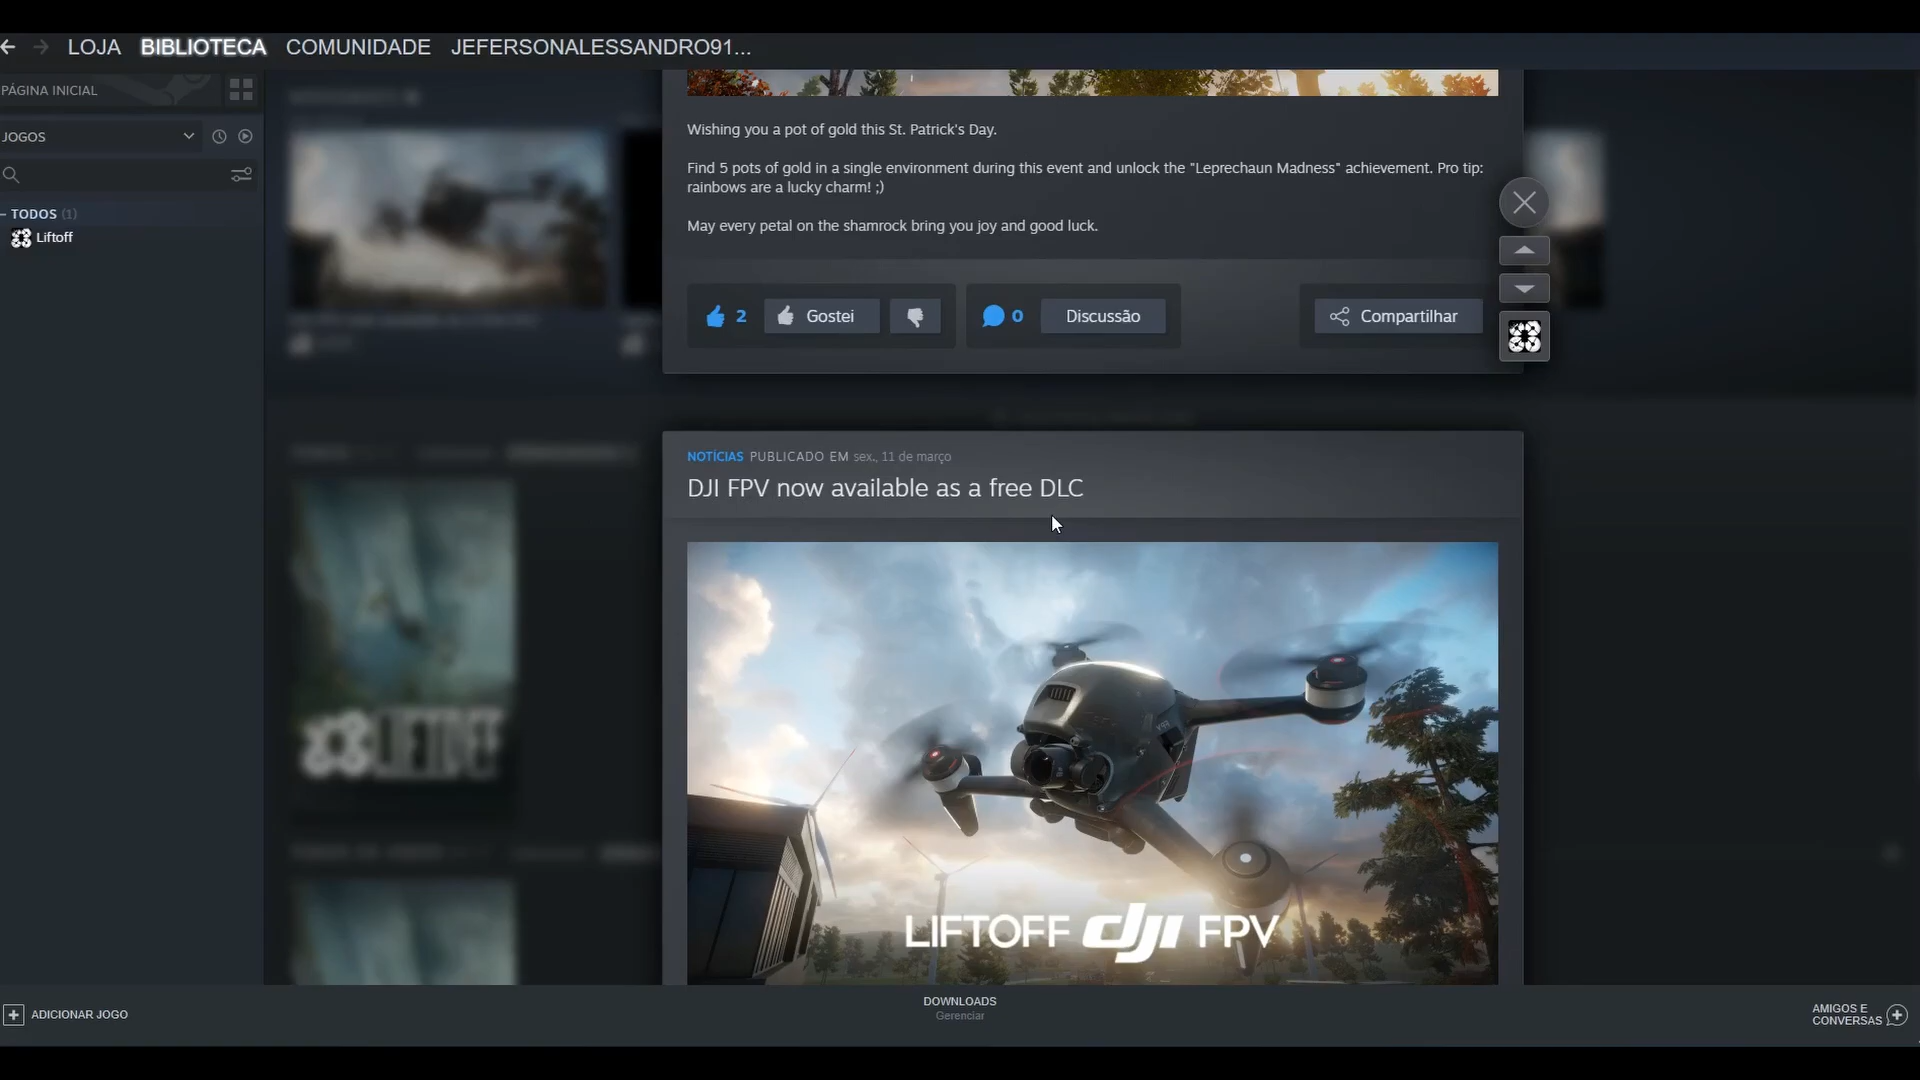 LOJA BIBLIOTECA COMUNIDADE JEFERSONALESSANDRO91...
PÁGINA INICIAL
JOGOS
- TODOS (1)
Liftoff
Wishing you a pot of gold this St. Patrick's Day.
Find 5 pots of gold in a single environment during this event and unlock the "Leprechaun Madness" achievement. Pro tip:
rainbows are a lucky charm! ;)
May every petal on the shamrock bring you joy and good luck.
2 Gostei 0 Discussão Compartilhar
NOTÍCIAS PUBLICADO EM sex., 11 de março
DJI FPV now available as a free DLC
LIFTOFF
LIFTOFF dji FPV
ADICIONAR JOGO
DOWNLOADS
Gerenciar
AMIGOS E
CONVERSAS